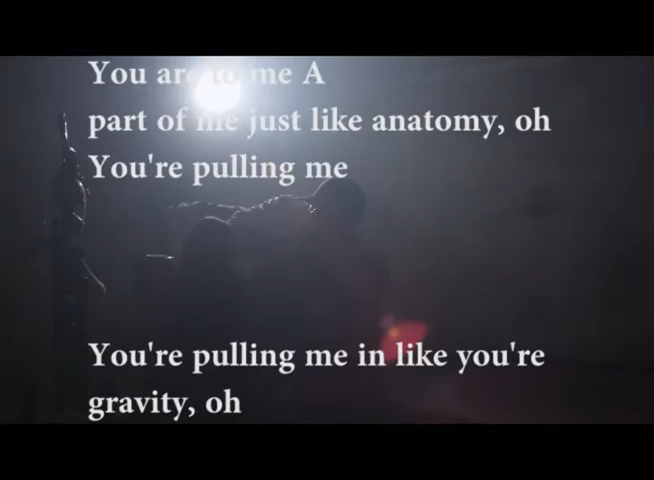 You are to me A
part of me just like anatomy, oh
You're pulling me
You're pulling me in like you're
gravity, oh